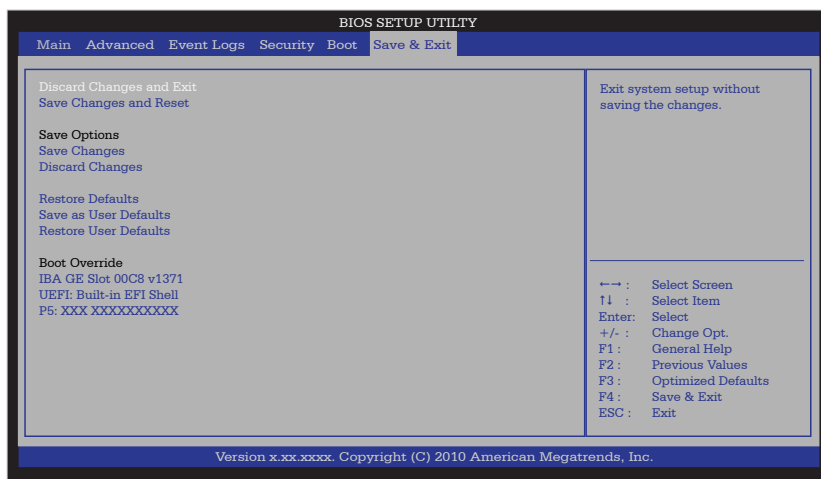 BIOS SETUP UTILTY
Main Advanced Event Logs Security Boot Save & Exit
Discard Changes and Exit
Save Changes and Reset
Save Options
Save Changes
Discard Changes
Restore Defaults
Save as User Defaults
Restore User Defaults
Boot Override
IBA GE Slot 00C8 v1371
UEFI: Built-in EFI Shell
P5: XXX XXXXXXXXXX
Exit system setup without
saving the changes.
←→ : Select Screen
↑↓ : Select Item
Enter: Select
+/- : Change Opt.
F1 : General Help
F2 : Previous Values
F3 : Optimized Defaults
F4 : Save & Exit
ESC : Exit
Version x.xx.xxxx. Copyright (C) 2010 American Megatrends, Inc.